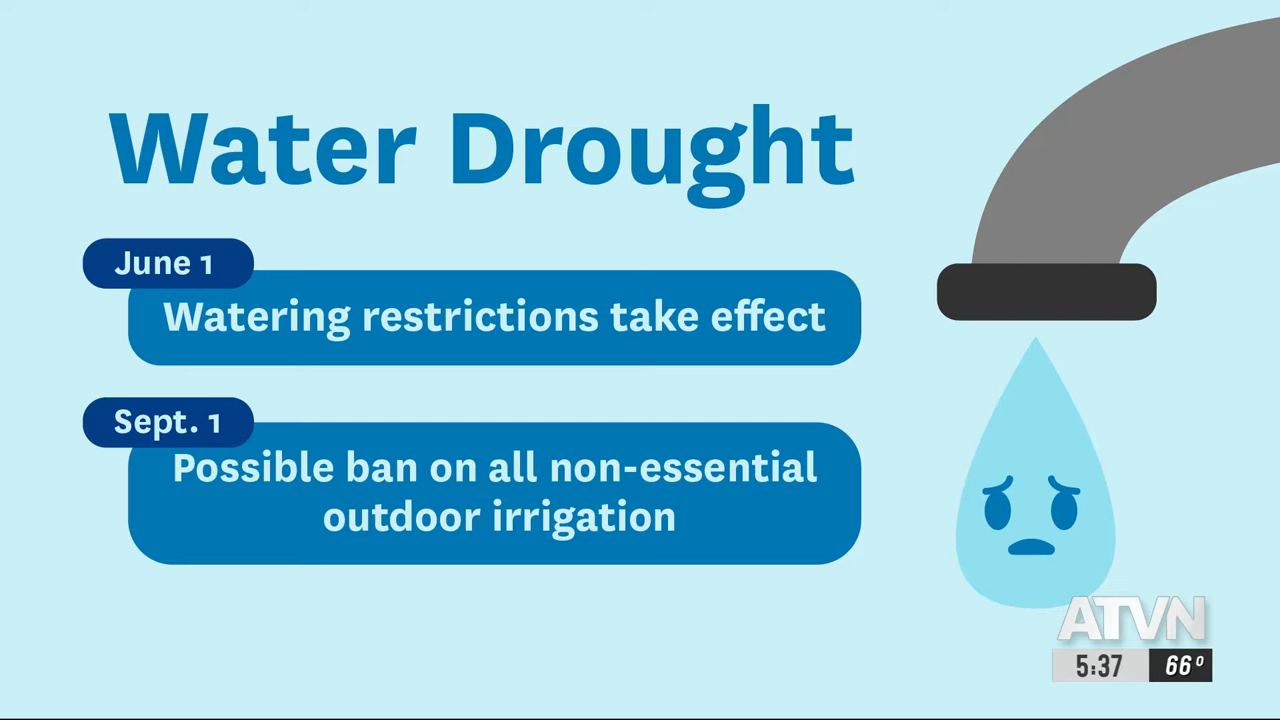 Water Drought
June 1
Watering restrictions take effect
Sept. 1
Possible ban on all non-essential
outdoor irrigation
ATVN
5:37 66°